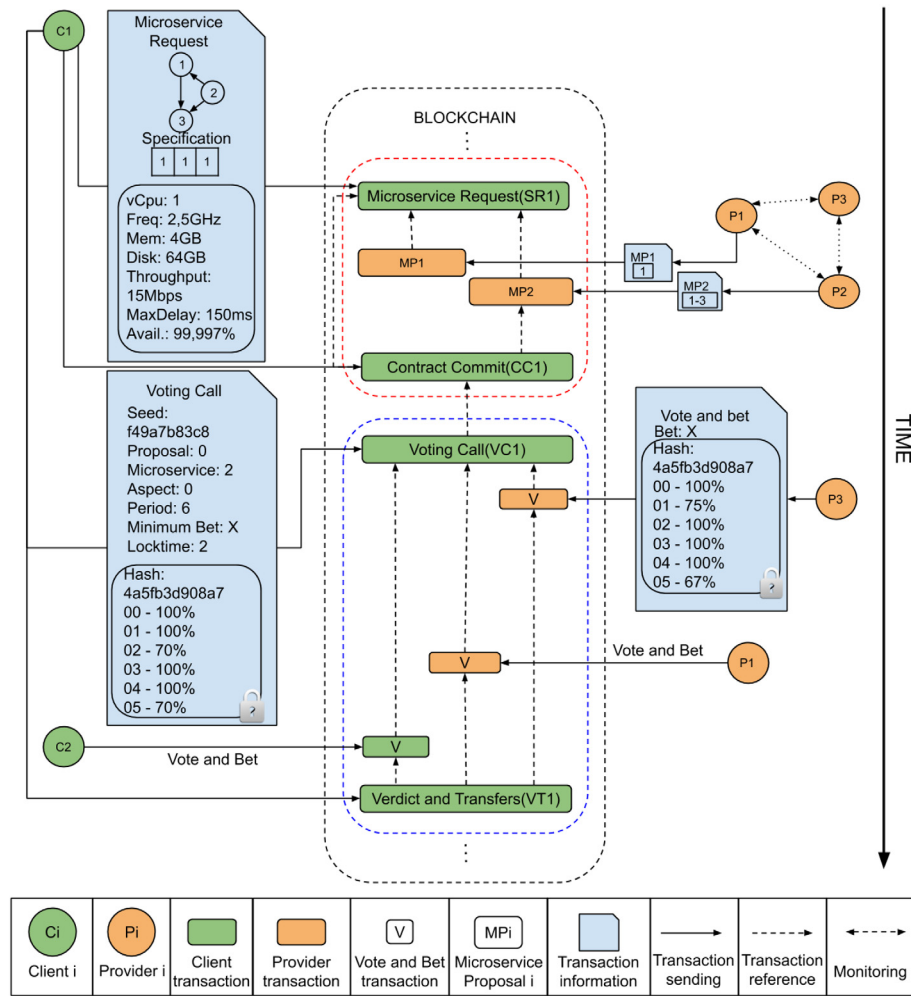 C1
Microservice
Request
1
2
3
Specification
1 1 1
vCpu: 1
Freq: 2,5GHz
Mem: 4GB
Disk: 64GB
Throughput:
15Mbps
MaxDelay: 150ms
Avail.: 99,997%
BLOCKCHAIN
Microservice Request(SR1)
MP1
MP2
Contract Commit(CC1)
MP1
1
MP2
1-3
P1
P3
P2
Voting Call
Seed:
f49a7b83c8
Proposal: 0
Microservice: 2
Aspect: 0
Period: 6
Minimum Bet: X
Locktime: 2
Hash:
4a5fb3d908a7
00 - 100%
01 - 100%
02 - 70%
03 - 100%
04 - 100%
05 - 70%
Voting Call(VC1)
V
Vote and bet
Bet: X
Hash:
4a5fb3d908a7
00 - 100%
01 - 75%
02 - 100%
03 - 100%
04 - 100%
05 - 67%
P3
TIME
V
Vote and Bet
P1
C2
Vote and Bet
V
Verdict and Transfers(VT1)
Ci
Client i
Pi
Provider i
Client
transaction
Provider
transaction
V
Vote and Bet
transaction
MPi
Microservice
Proposal i
Transaction
information
Transaction
sending
Transaction
reference
Monitoring